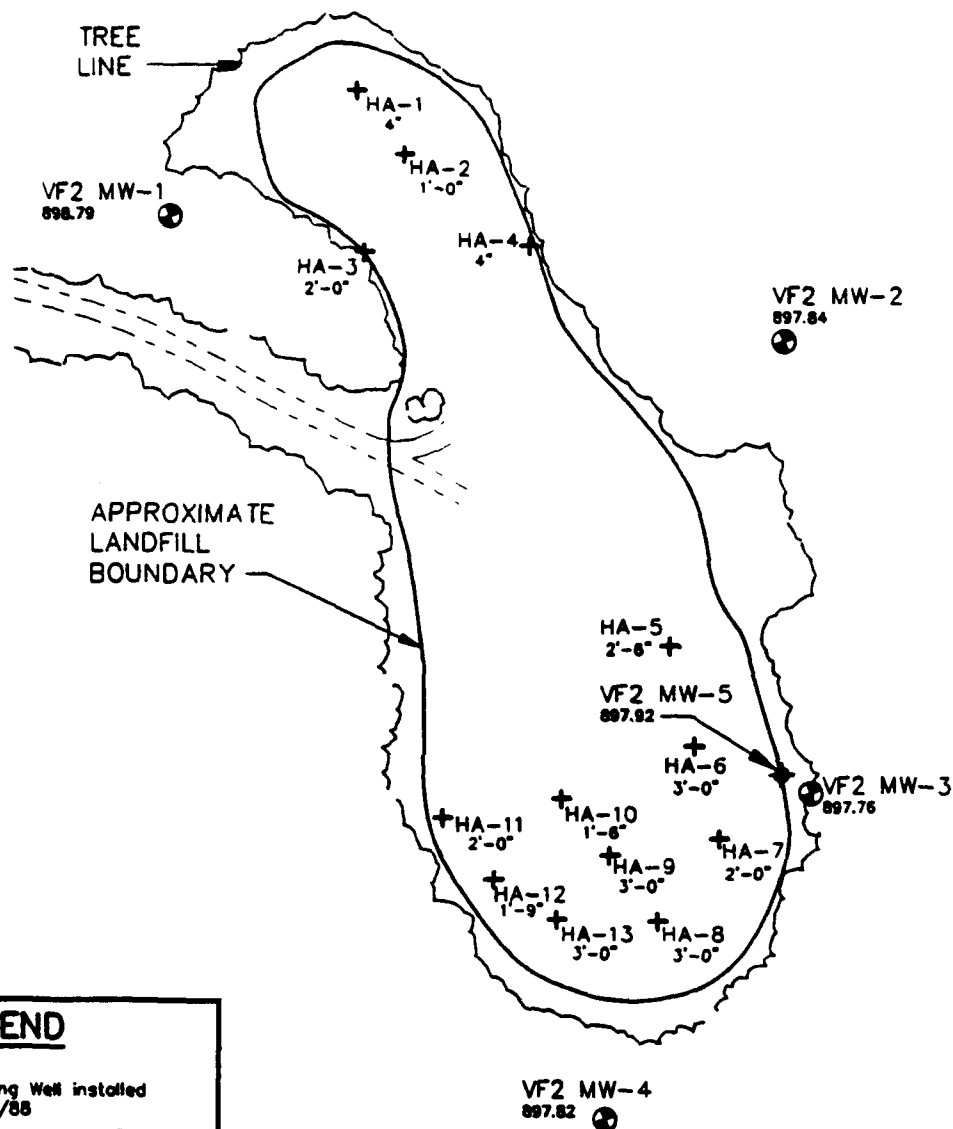 TREE
LINE
HA-1
4"
HA-2
1'-0"
VF2 MW-1
898.79
HA-3
2'-0"
HA-4
4"
VF2 MW-2
897.84
APPROXIMATE
LANDFILL
BOUNDARY
HA-5
2'-6"
VF2 MW-5
897.92
HA-6
3'-0"
VF2 MW-3
897.76
HA-10
1'-6"
HA-11
2'-0"
HA-7
2'-0"
HA-9
3'-0"
HA-12
1'-9"
HA-13
3'-0"
HA-8
3'-0"
END
ng Well installed
/88
VF2 MW-4
897.82